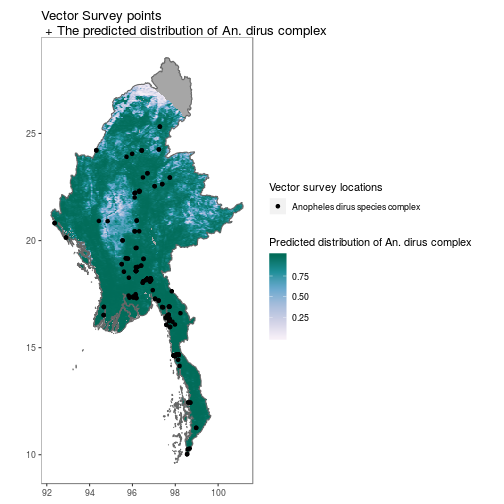 Vector Survey points
+ The predicted distribution of An. dirus complex
25
20
15
10
92 94 96 98 100
Vector survey locations
Anopheles dirus species complex
Predicted distribution of An. dirus complex
0.75
0.50
0.25